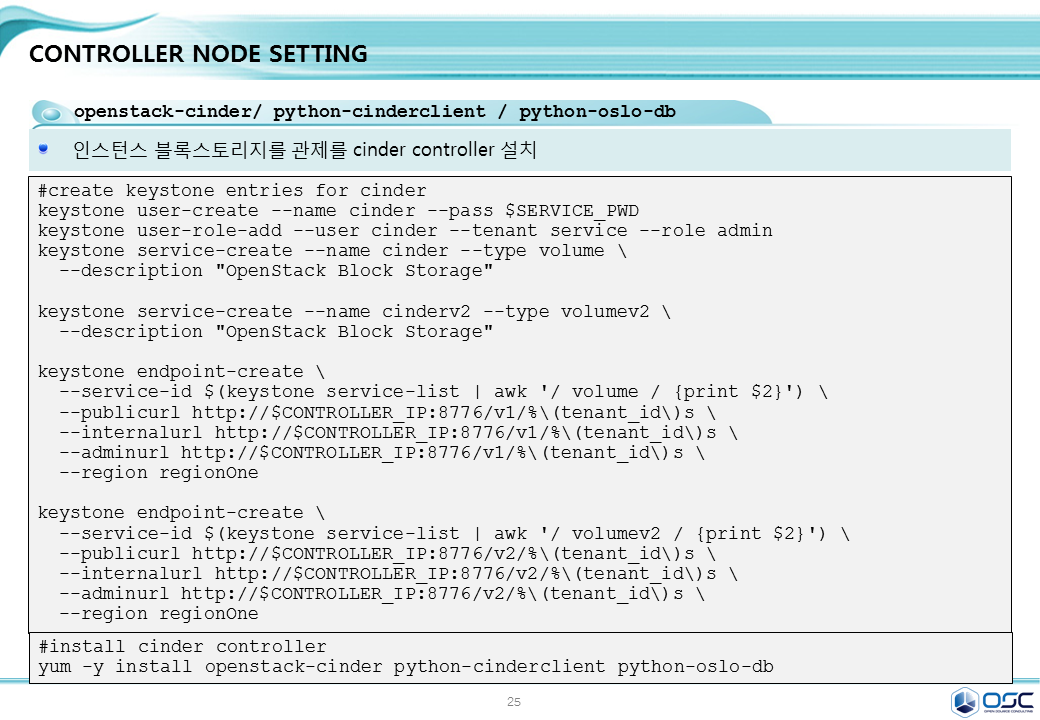 CONTROLLER NODE SETTING
openstack-cinder/ python-cinderclient / python-oslo-db
인스턴스 블록스토리지를 관제를 cinder controller 설치
#create keystone entries for cinder
keystone user-create --name cinder --pass $SERVICE_PWD
keystone user-role-add --user cinder --tenant service --role admin
keystone service-create --name cinder --type volume \
  --description "OpenStack Block Storage"

keystone service-create --name cinderv2 --type volumev2 \
  --description "OpenStack Block Storage"

keystone endpoint-create \
  --service-id $(keystone service-list | awk '/ volume / {print $2}') \
  --publicurl http://$CONTROLLER_IP:8776/v1/%\(tenant_id\)s \
  --internalurl http://$CONTROLLER_IP:8776/v1/%\(tenant_id\)s \
  --adminurl http://$CONTROLLER_IP:8776/v1/%\(tenant_id\)s \
  --region regionOne

keystone endpoint-create \
  --service-id $(keystone service-list | awk '/ volumev2 / {print $2}') \
  --publicurl http://$CONTROLLER_IP:8776/v2/%\(tenant_id\)s \
  --internalurl http://$CONTROLLER_IP:8776/v2/%\(tenant_id\)s \
  --adminurl http://$CONTROLLER_IP:8776/v2/%\(tenant_id\)s \
  --region regionOne
#install cinder controller
yum -y install openstack-cinder python-cinderclient python-oslo-db
25
OSC
OPEN SOURCE CONSULTING